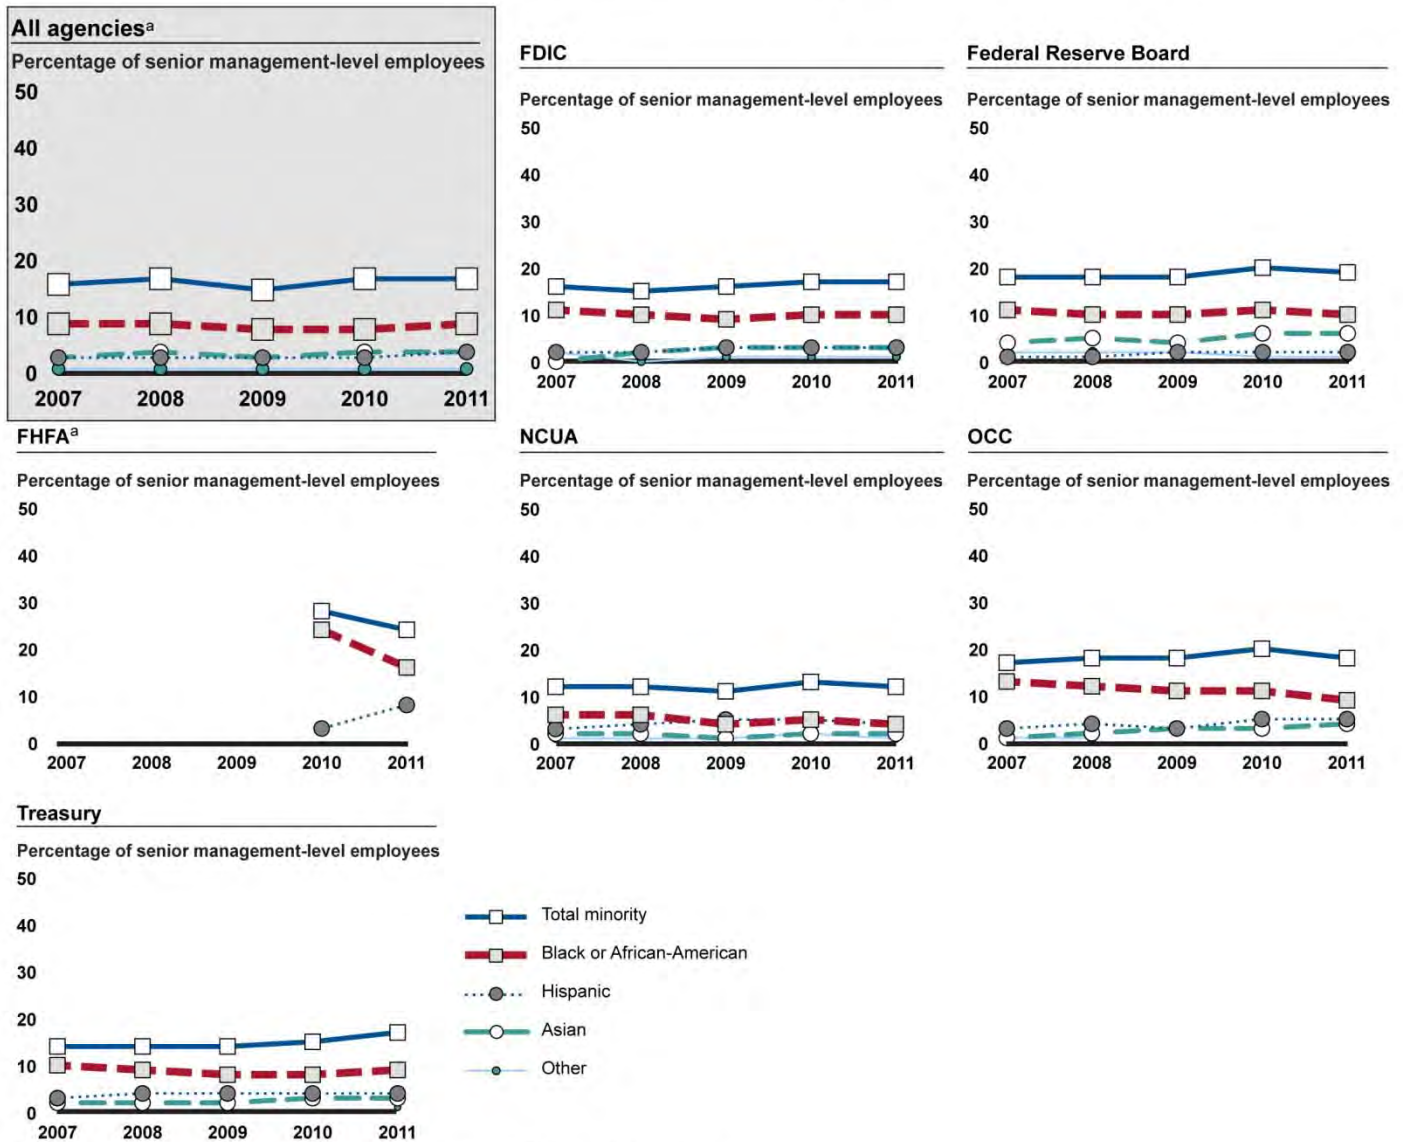 All agenciesa
Percentage of senior management-level employees
50
40
30
20
10
0
2007 2008 2009 2010 2011
FDIC
Percentage of senior management-level employees
50
40
30
20
10
0
2007 2008 2009 2010 2011
Federal Reserve Board
Percentage of senior management-level employees
50
40
30
20
10
0
2007 2008 2009 2010 2011
FHFAa
Percentage of senior management-level employees
50
40
30
20
10
0
2007 2008 2009 2010 2011
NCUA
Percentage of senior management-level employees
50
40
30
20
10
0
2007 2008 2009 2010 2011
OCC
Percentage of senior management-level employees
50
40
30
20
10
0
2007 2008 2009 2010 2011
Treasury
Percentage of senior management-level employees
50
40
30
20
10
0
2007 2008 2009 2010 2011
Total minority
Black or African-American
Hispanic
Asian
Other